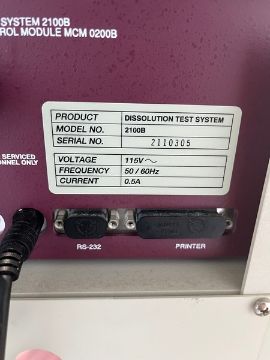 SYSTEM 2100B
ROL MODULE MCM 0200B
PRODUCT DISSOLUTION TEST SYSTEM
MODEL NO. 2100B
SERIAL NO. 2110305
SERVICED
NNEL ONLY
VOLTAGE 115V~
FREQUENCY 50 / 60Hz
CURRENT 0.5A
RS-232
PRINTER